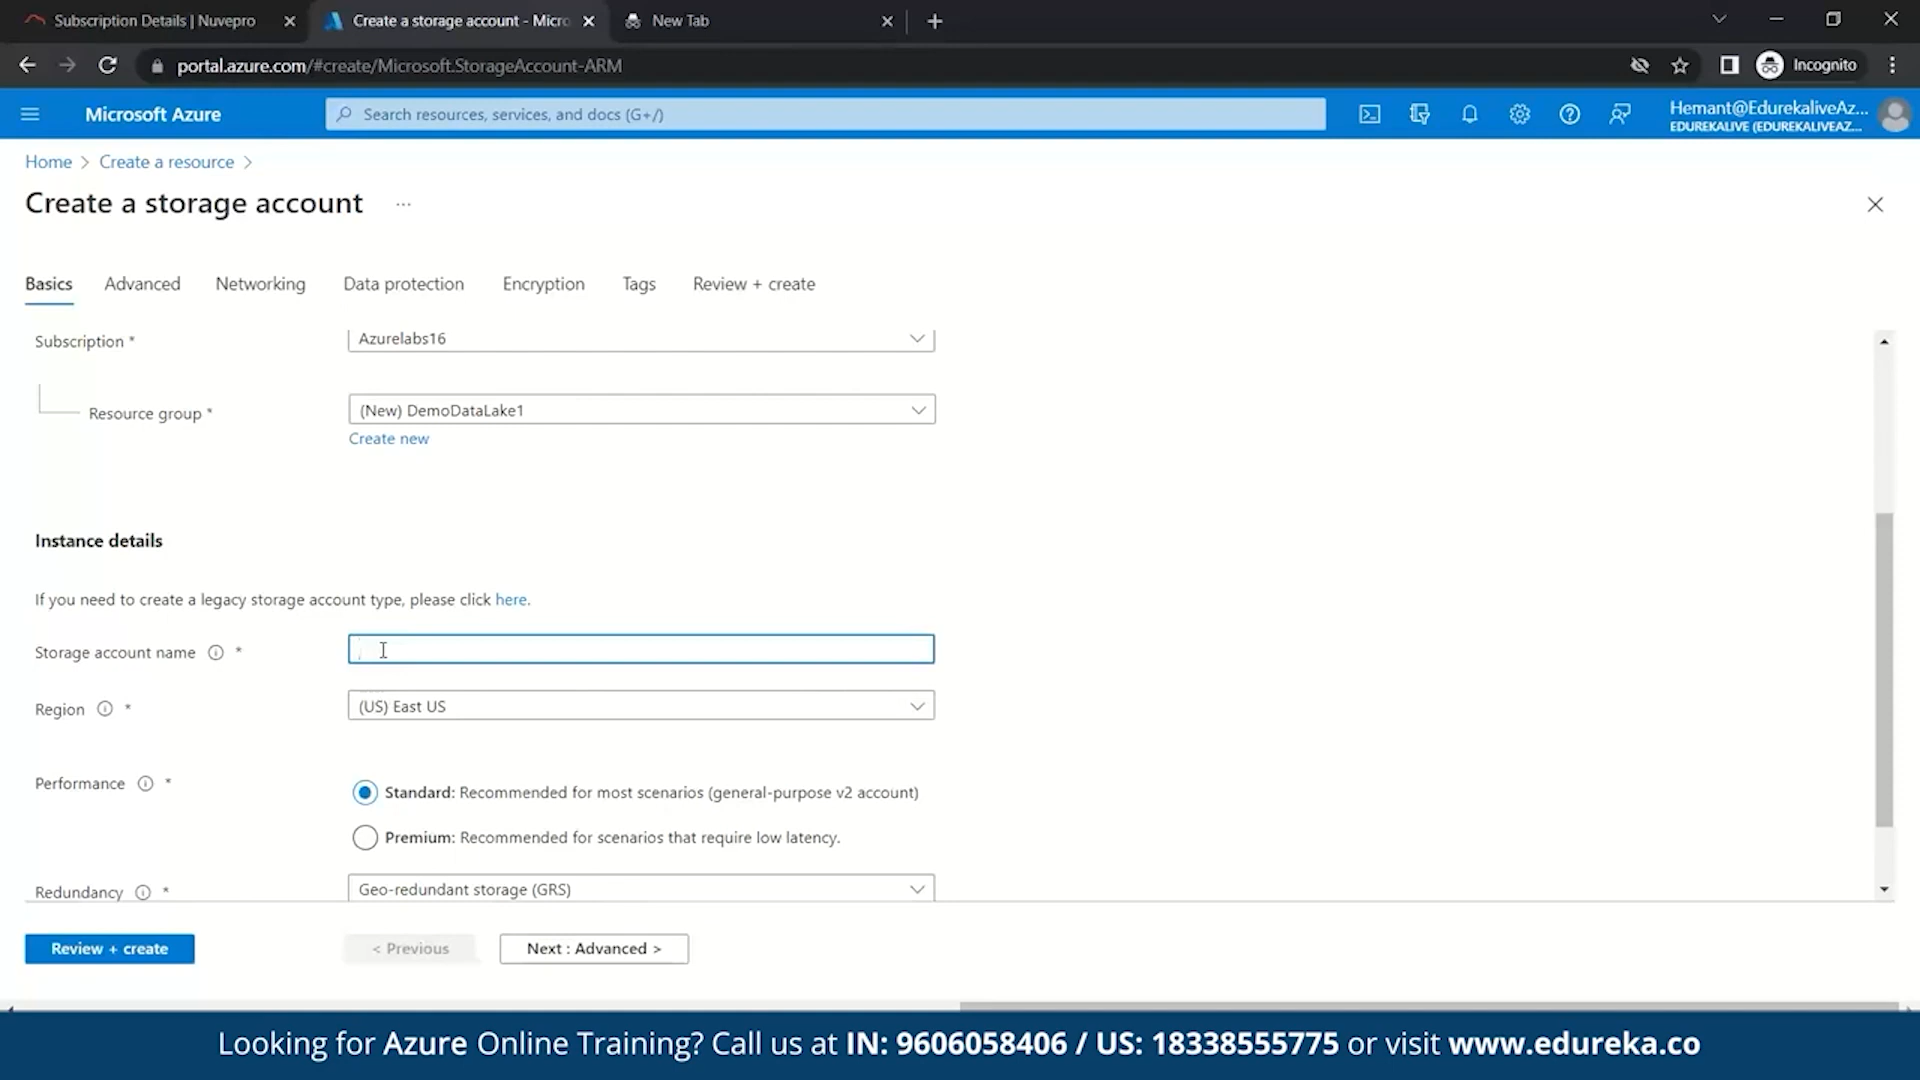 Subscription Details | Nuvepro
Create a storage account - Micro
New Tab
portal.azure.com/#create/Microsoft.StorageAccount-ARM
Incognito
Microsoft Azure
Search resources, services, and docs (G+/)
Hemant@EdurekaliveAz...
EDUREKALIVE (EDUREKALIVEAZ....
Home > Create a resource >
Create a storage account ...
Basics Advanced Networking Data protection Encryption Tags Review + create
Subscription * Azurelabs16
Resource group * (New) DemoDataLake1
Create new
Instance details
If you need to create a legacy storage account type, please click here.
Storage account name *
Region * (US) East US
Performance * Standard: Recommended for most scenarios (general-purpose v2 account)
Premium: Recommended for scenarios that require low latency.
Redundancy * Geo-redundant storage (GRS)
Review + create < Previous Next : Advanced >
Looking for Azure Online Training? Call us at IN: 9606058406 / US: 18338555775 or visit www.edureka.co